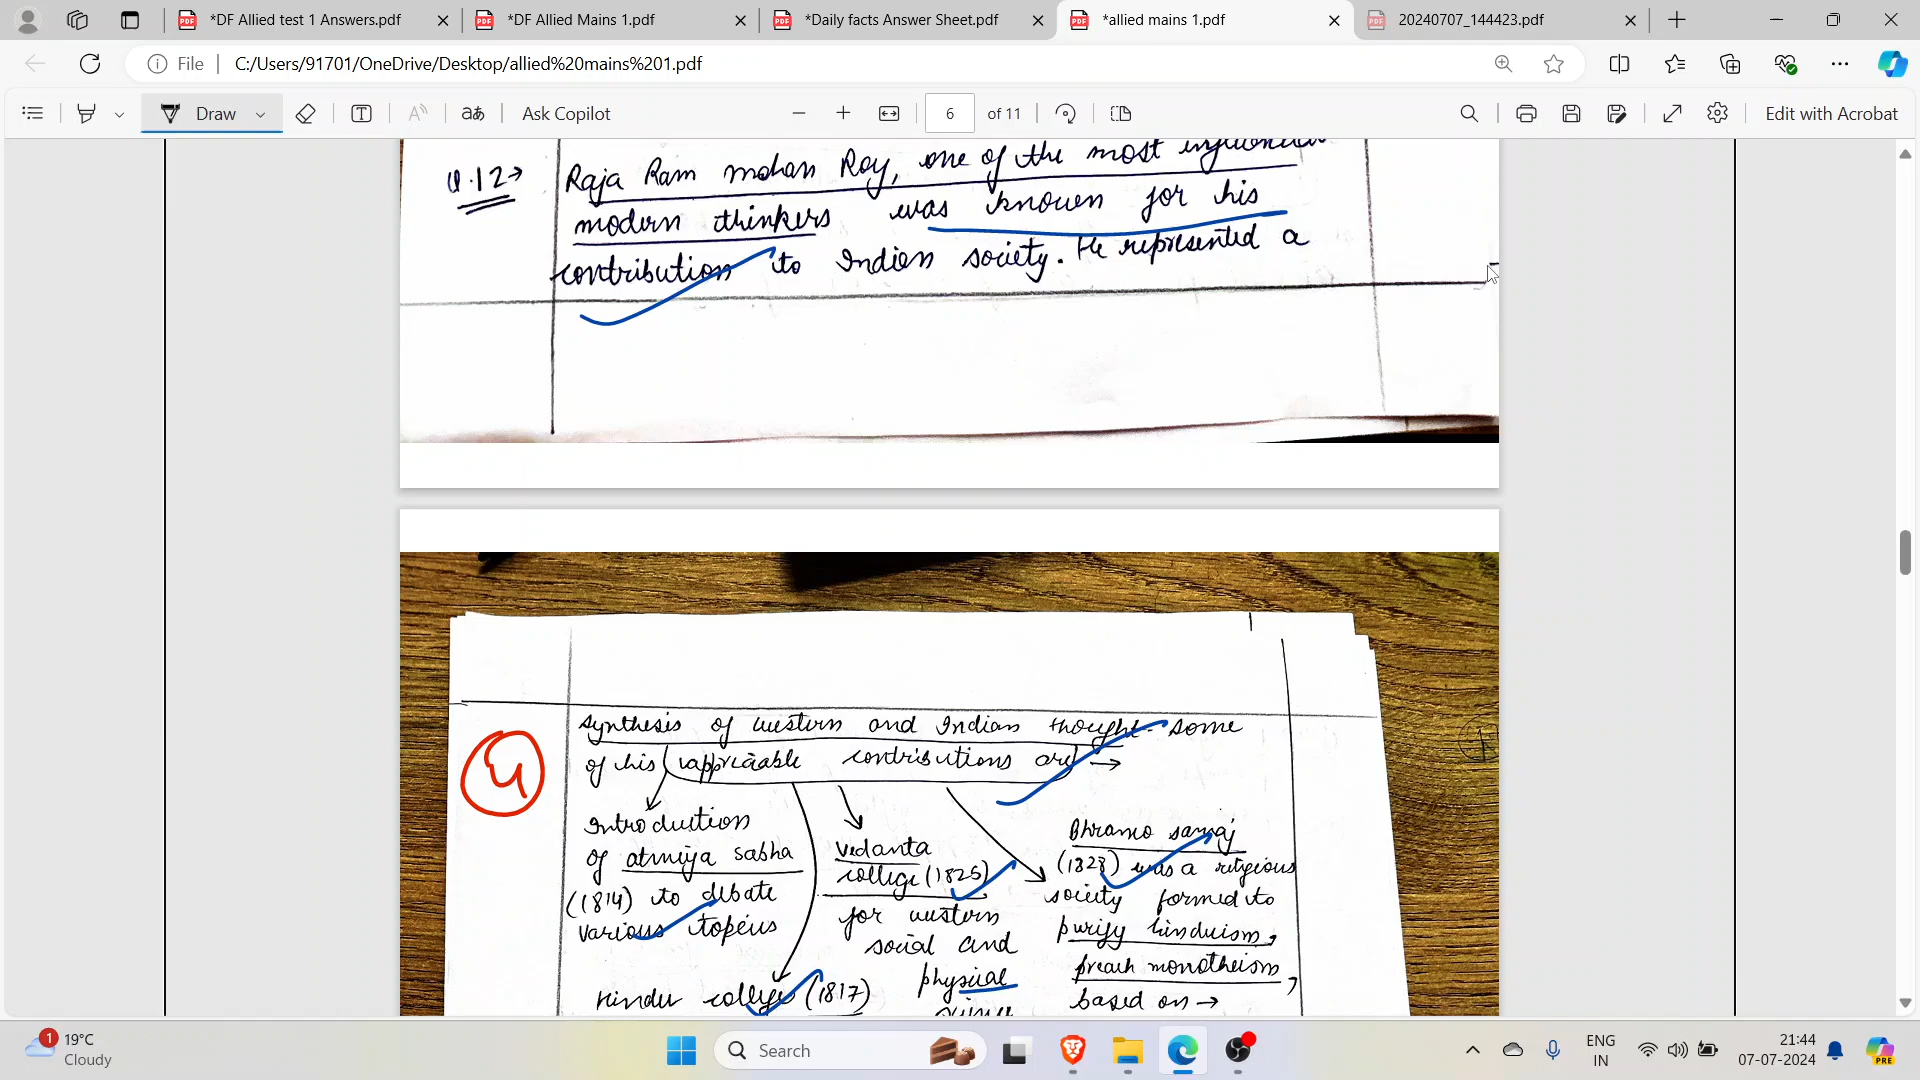 *DF Allied test 1 Answers.pdf
*DF Allied Mains 1.pdf
*Daily facts Answer Sheet.pdf
*allied mains 1.pdf
20240707_144423.pdf
File
C:/Users/91701/OneDrive/Desktop/allied%20mains%201.pdf
Draw
Ask Copilot
6 of 11
Edit with Acrobat
Q.12→ Raja Ram mohan Roy, one of the most influential
modern thinkers was known for his
contribution to Indian society. He represented a
synthesis of western and Indian thought. Some
of his appriciable contributions are →
4
Introduction
of atmiya sabha
(1814) to debate
various topics
Hindu college (1817)
Vedanta
college (1825)
for western
social and
physical
Bhramo samaj
(1828) was a religious
society formed to
purify hinduism,
preach monotheism,
based on →
1
19°C
Cloudy
Search
ENG
IN
21:44
07-07-2024
PRE